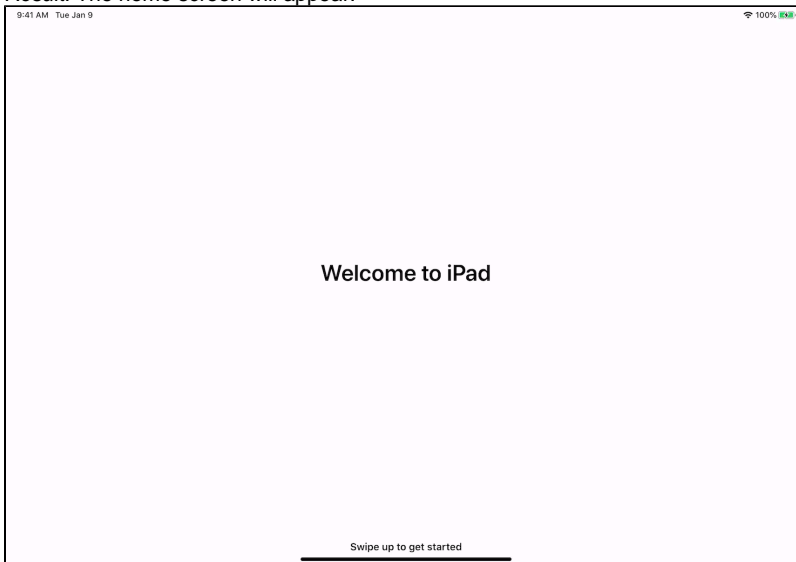 Result: The home screen will appear.
9:41 AM Tue Jan 9 100%
Welcome to iPad
Swipe up to get started